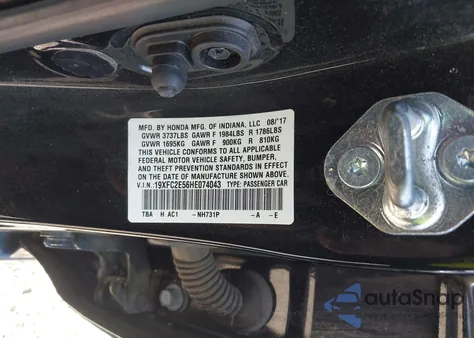 MFD. BY HONDA MFG. OF INDIANA, LLC 08/'17
GVWR 3737LBS GAWR F 1984LBS R 1786LBS
GVWR 1695KG GAWR F 900KG R 810KG
THIS VEHICLE CONFORMS TO ALL APPLICABLE
FEDERAL MOTOR VEHICLE SAFETY, BUMPER,
AND THEFT PREVENTION STANDARDS IN EFFECT
ON THE DATE OF MANUFACTURE SHOWN ABOVE.
V.I.N.: 19XFC2E56HE074043 TYPE: PASSENGER CAR
TBA H AC1 -NH731P -A -E
autoSnap